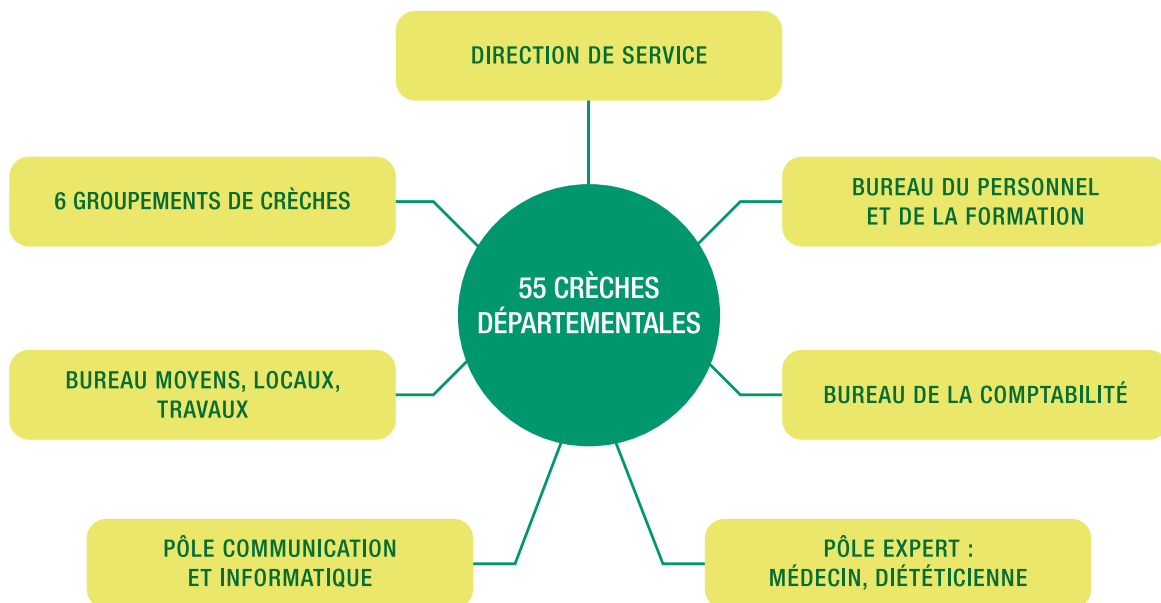 DIRECTION DE SERVICE
6 GROUPEMENTS DE CRÈCHES
BUREAU DU PERSONNEL
ET DE LA FORMATION
55 CRÈCHES
DÉPARTEMENTALES
BUREAU MOYENS, LOCAUX,
TRAVAUX
BUREAU DE LA COMPTABILITÉ
PÔLE COMMUNICATION
ET INFORMATIQUE
PÔLE EXPERT :
MÉDECIN, DIÉTÉTICIENNE